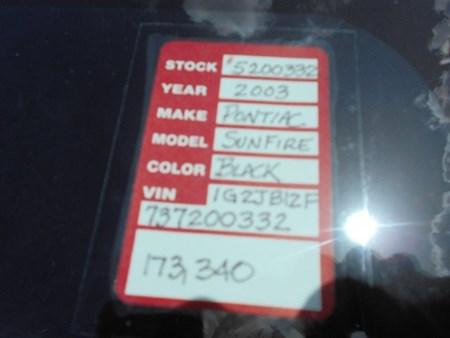 STOCK #5200332
YEAR 2003
MAKE PONTIAC
MODEL SUNFIRE
COLOR BLACK
VIN 1G2JB12F
737200332
173,340